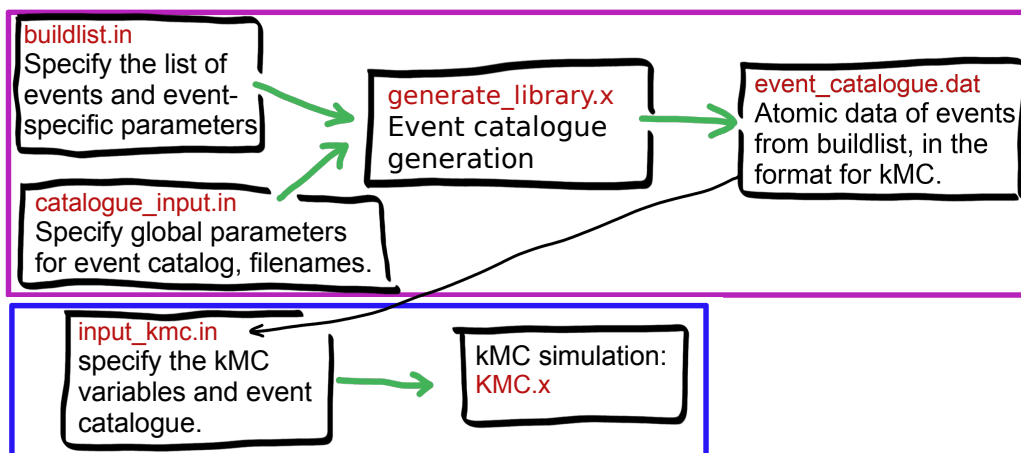 buildlist.in
Specify the list of
events and event-
specific parameters
catalogue_input.in
Specify global parameters
for event catalog, filenames.
generate_library.x
Event catalogue
generation
event_catalogue.dat
Atomic data of events
from buildlist, in the
format for kMC.
input_kmc.in
specify the kMC
variables and event
catalogue.
kMC simulation:
KMC.x